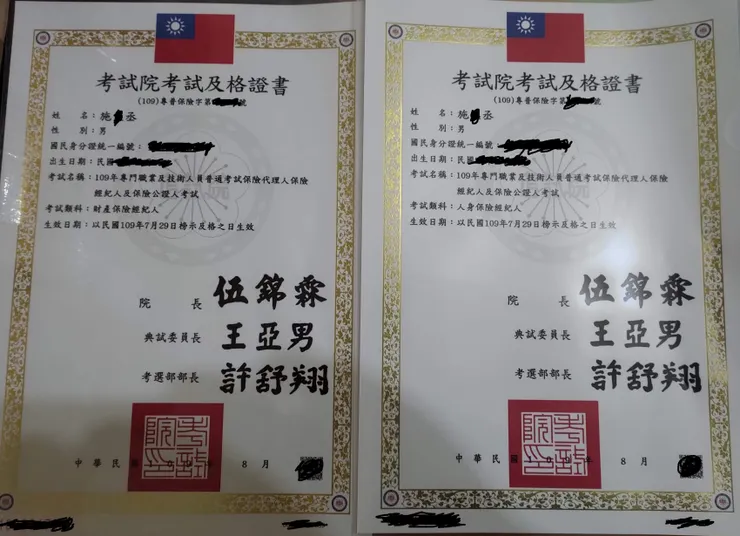 考試院考試及格證書
(109)專普保險字第號
姓名：施丞
性別：男
國民身分證統一編號：
出生日期：民國
考試名稱：109年專門職業及技術人員普通考試保險代理人保險
經紀人及保險公證人考試
考試類科：財產保險經紀人
生效日期：以民國109年7月29日榜示及格之日生效
院長 伍錦霖
典試委員長 王亞男
考選部部長 許舒翔
考試院印
中華民國 年8月
考試院考試及格證書
(109)專普保險字第號
姓名：施丞
性別：男
國民身分證統一編號：
出生日期：民國
考試名稱：109年專門職業及技術人員普通考試保險代理人保險
經紀人及保險公證人考試
考試類科：人身保險經紀人
生效日期：以民國109年7月29日榜示及格之日生效
院長 伍錦霖
典試委員長 王亞男
考選部部長 許舒翔
考試院印
中華民國109年8月